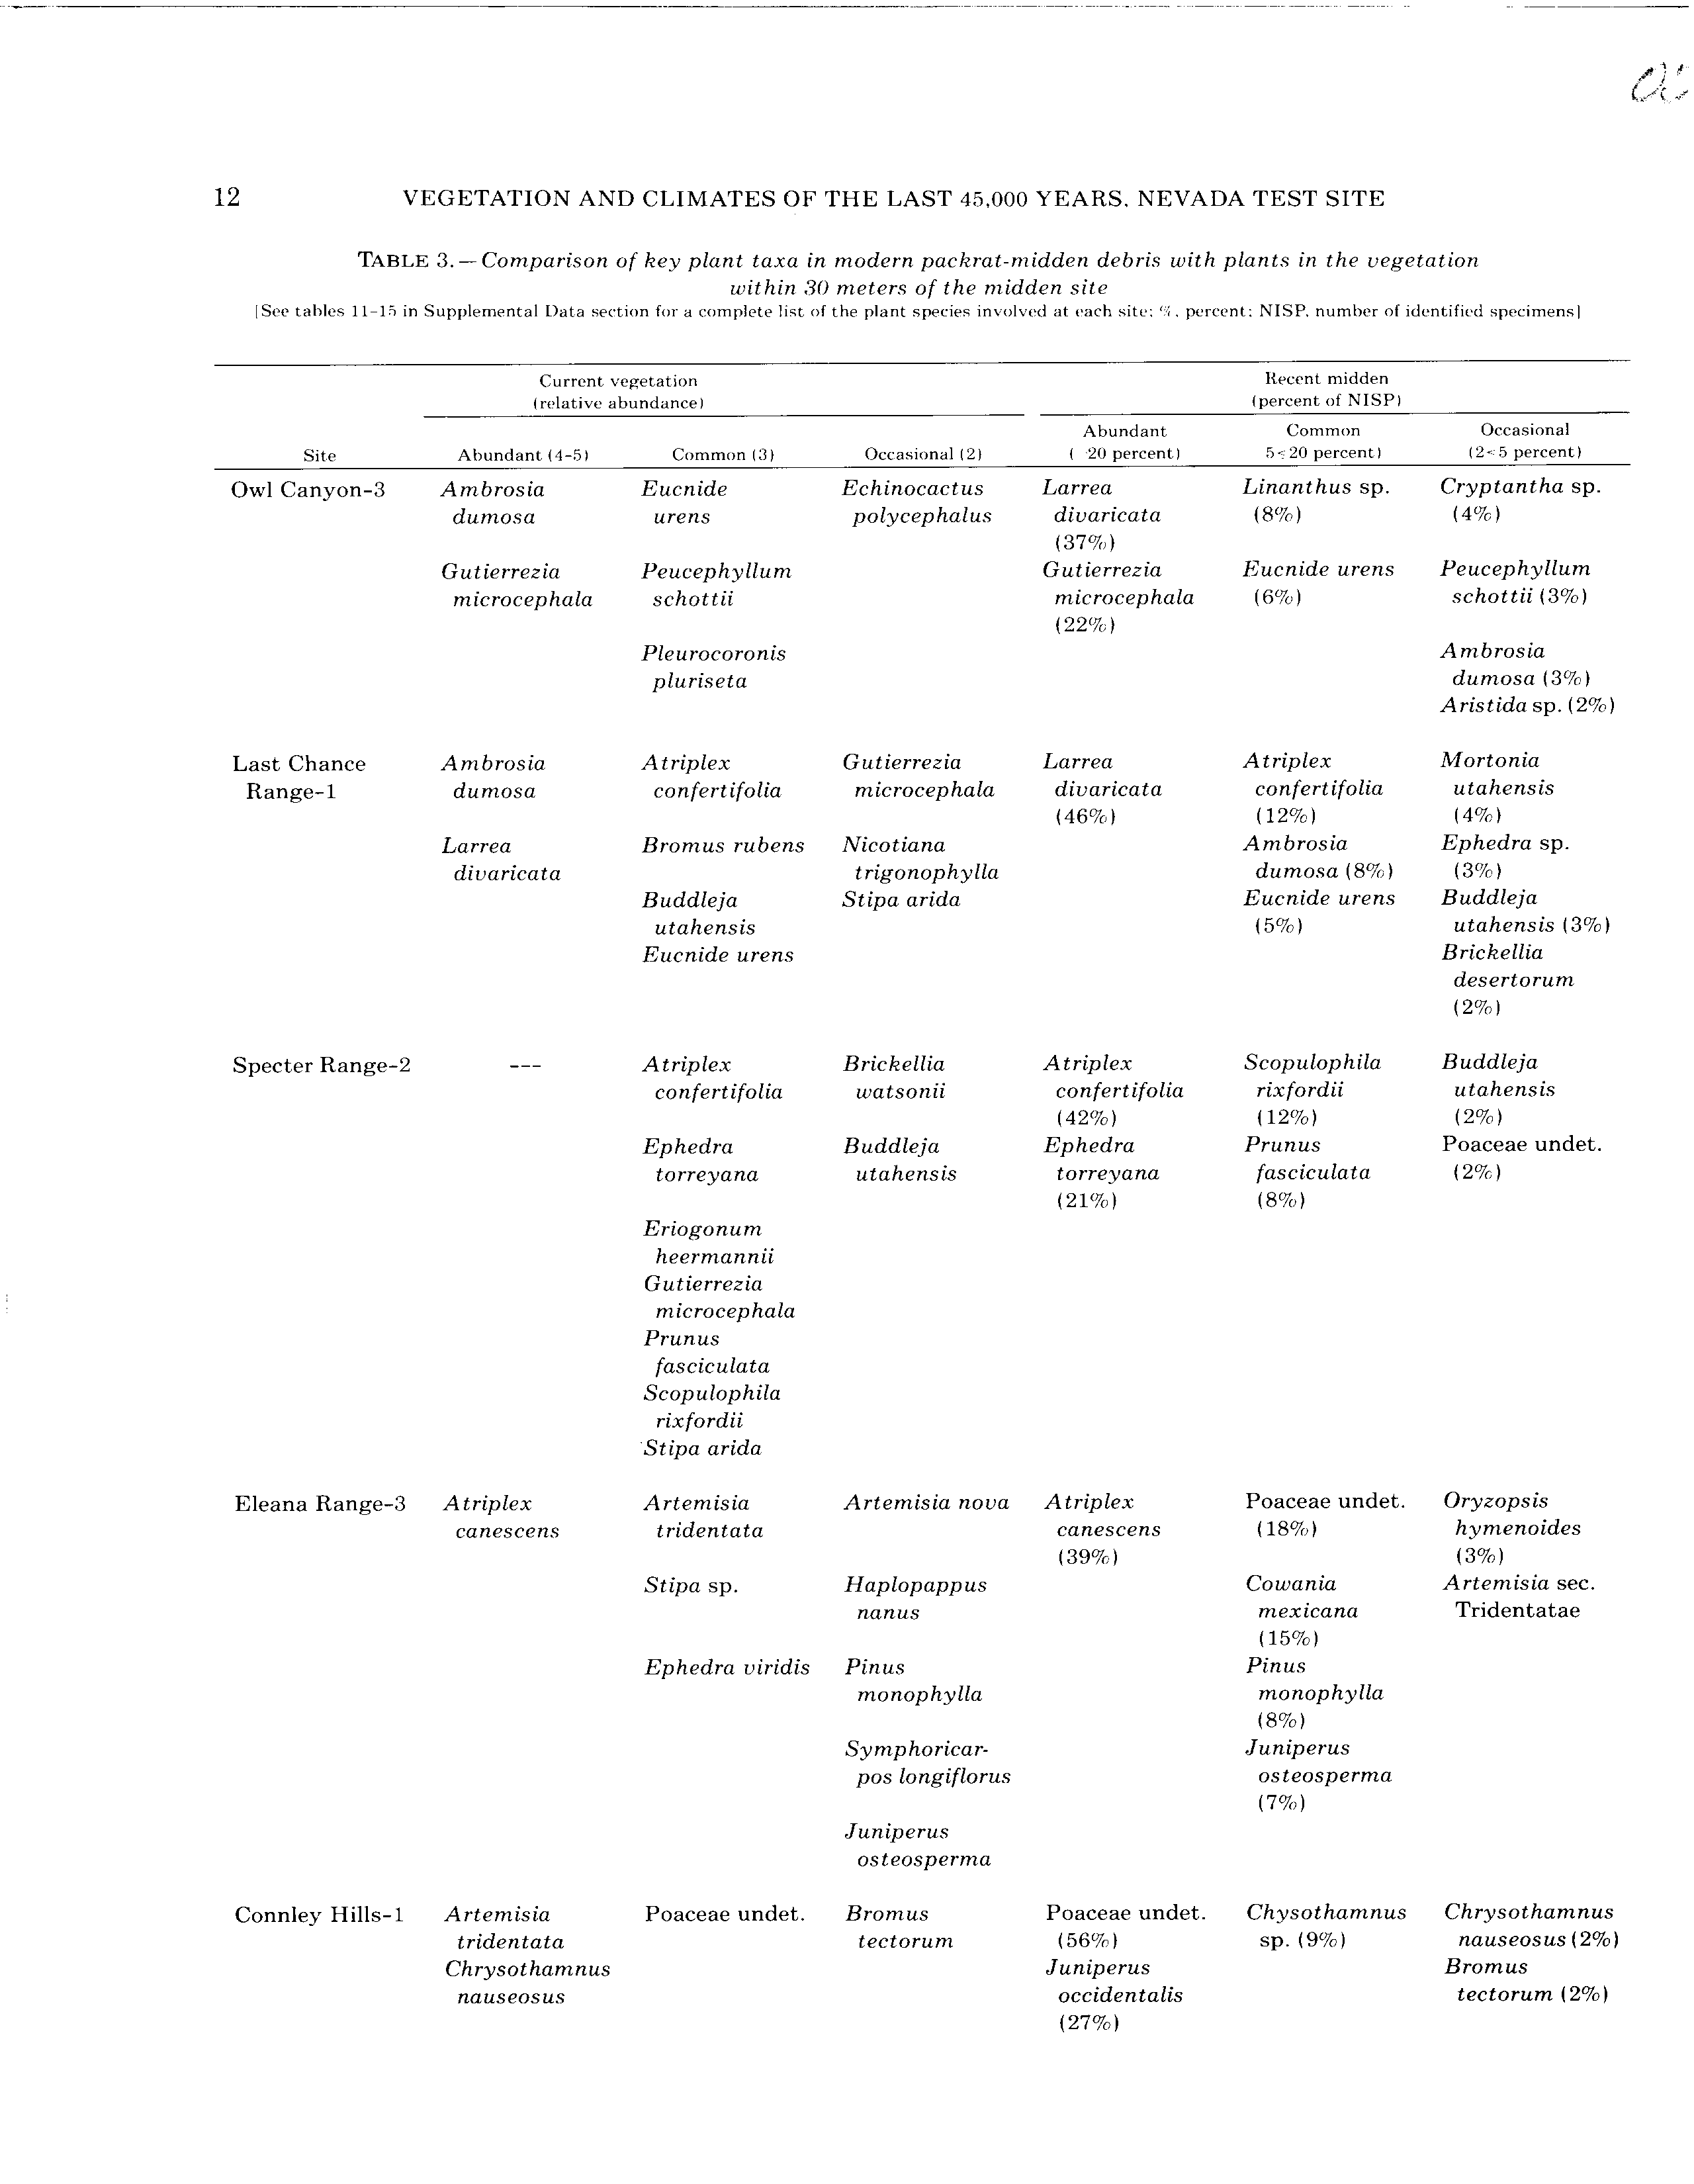 12 VEGETATION AND CLIMATES OF THE LAST 45,000 YEARS, NEVADA TEST SITE
TABLE 3.—Comparison of key plant taxa in modern packrat-midden debris with plants in the vegetation
within 30 meters of the midden site
[See tables 11-15 in Supplemental Data section for a complete list of the plant species involved at each site; %, percent; NISP, number of identified specimens]
Current vegetation Recent midden
(relative abundance) (percent of NISP)
Abundant Common Occasional
Site Abundant (4-5) Common (3) Occasional (2) ( 20 percent) 5<20 percent) (2<5 percent)
Owl Canyon-3 Ambrosia Eucnide Echinocactus Larrea Linanthus sp. Cryptantha sp.
dumosa urens polycephalus divaricata (8%) (4%)
(37%)
Gutierrezia Peucephyllum Gutierrezia Eucnide urens Peucephyllum
microcephala schottii microcephala (6%) schottii (3%)
(22%)
Pleurocoronis Ambrosia
pluriseta dumosa (3%)
Aristida sp. (2%)
Last Chance Ambrosia Atriplex Gutierrezia Larrea Atriplex Mortonia
Range-1 dumosa confertifolia microcephala divaricata confertifolia utahensis
(46%) (12%) (4%)
Larrea Bromus rubens Nicotiana Ambrosia Ephedra sp.
divaricata trigonophylla dumosa (8%) (3%)
Buddleja Stipa arida Eucnide urens Buddleja
utahensis (5%) utahensis (3%)
Eucnide urens Brickellia
desertorum
(2%)
Specter Range-2 --- Atriplex Brickellia Atriplex Scopulophila Buddleja
confertifolia watsonii confertifolia rixfordii utahensis
(42%) (12%) (2%)
Ephedra Buddleja Ephedra Prunus Poaceae undet.
torreyana utahensis torreyana fasciculata (2%)
(21%) (8%)
Eriogonum
heermannii
Gutierrezia
microcephala
Prunus
fasciculata
Scopulophila
rixfordii
Stipa arida
Eleana Range-3 Atriplex Artemisia Artemisia nova Atriplex Poaceae undet. Oryzopsis
canescens tridentata canescens (18%) hymenoides
(39%) (3%)
Stipa sp. Haplopappus Cowania Artemisia sec.
nanus mexicana Tridentatae
(15%)
Ephedra viridis Pinus Pinus
monophylla monophylla
(8%)
Symphoricar- Juniperus
pos longiflorus osteosperma
(7%)
Juniperus
osteosperma
Connley Hills-1 Artemisia Poaceae undet. Bromus Poaceae undet. Chysothamnus Chrysothamnus
tridentata tectorum (56%) sp. (9%) nauseosus (2%)
Chrysothamnus Juniperus Bromus
nauseosus occidentalis tectorum (2%)
(27%)